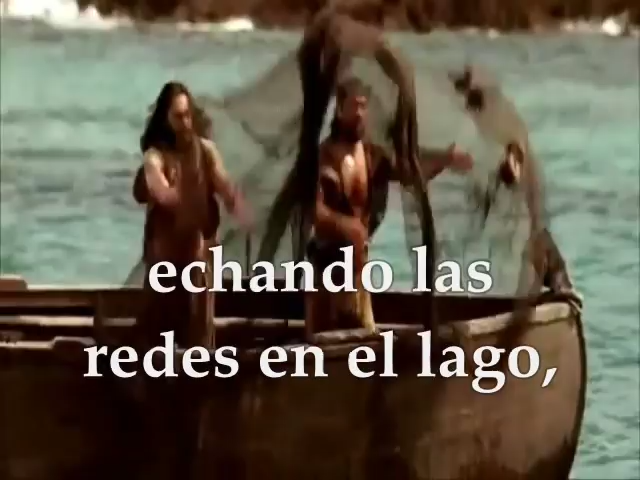 echando las
redes en el lago,